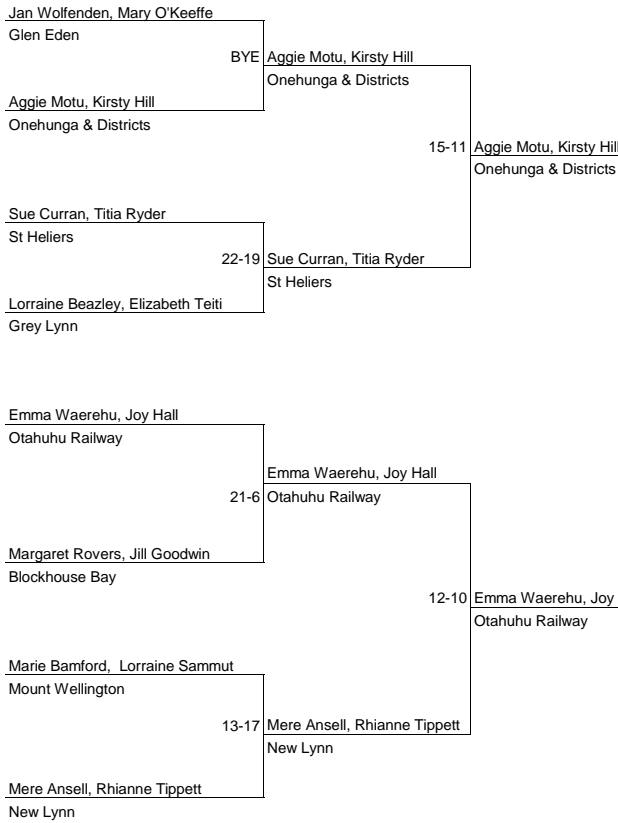 Jan Wolfenden, Mary O'Keeffe
Glen Eden
BYE Aggie Motu, Kirsty Hill
Onehunga & Districts
Aggie Motu, Kirsty Hill
Onehunga & Districts
15-11 Aggie Motu, Kirsty Hill
Onehunga & Districts
Sue Curran, Titia Ryder
St Heliers
22-19 Sue Curran, Titia Ryder
St Heliers
Lorraine Beazley, Elizabeth Teiti
Grey Lynn
Emma Waerehu, Joy Hall
Otahuhu Railway
Emma Waerehu, Joy Hall
21-6 Otahuhu Railway
Margaret Rovers, Jill Goodwin
Blockhouse Bay
12-10 Emma Waerehu, Joy
Otahuhu Railway
Marie Bamford,  Lorraine Sammut
Mount Wellington
13-17 Mere Ansell, Rhianne Tippett
New Lynn
Mere Ansell, Rhianne Tippett
New Lynn